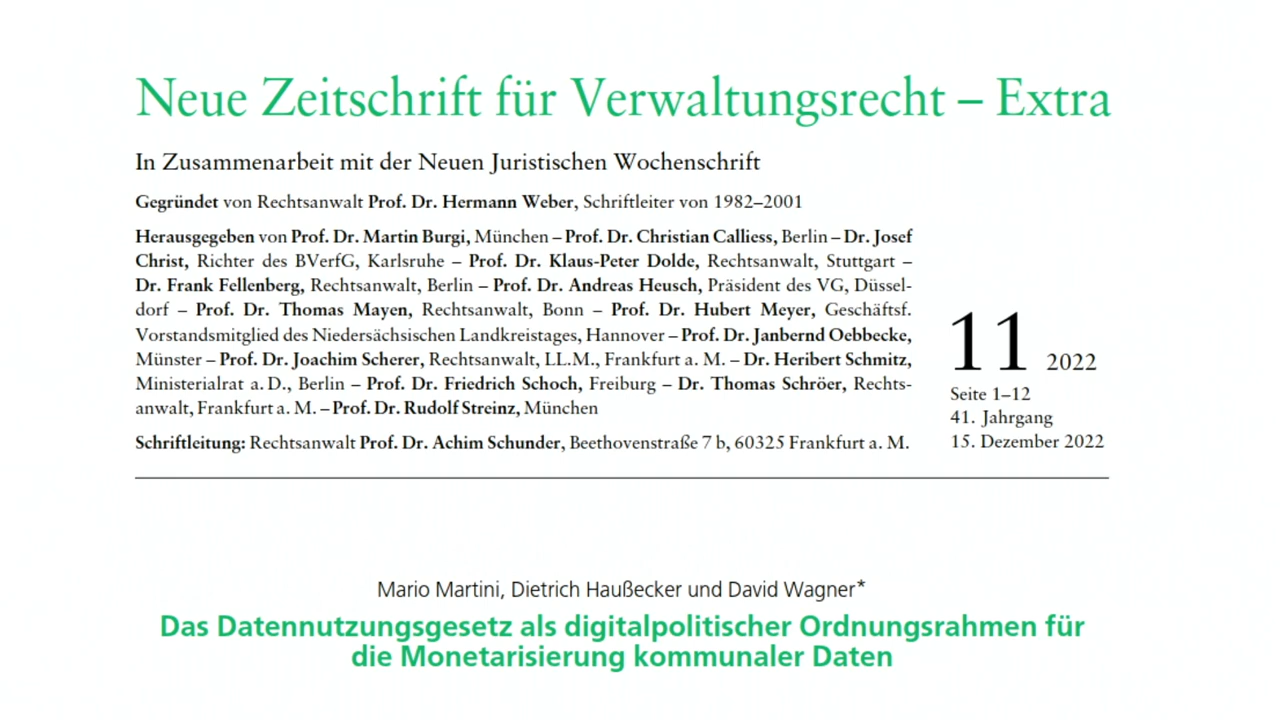 Neue Zeitschrift für Verwaltungsrecht – Extra
In Zusammenarbeit mit der Neuen Juristischen Wochenschrift
Gegründet von Rechtsanwalt Prof. Dr. Hermann Weber, Schriftleiter von 1982–2001
Herausgegeben von Prof. Dr. Martin Burgi, München – Prof. Dr. Christian Calliess, Berlin – Dr. Josef
Christ, Richter des BVerfG, Karlsruhe – Prof. Dr. Klaus-Peter Dolde, Rechtsanwalt, Stuttgart –
Dr. Frank Fellenberg, Rechtsanwalt, Berlin – Prof. Dr. Andreas Heusch, Präsident des VG, Düssel-
dorf – Prof. Dr. Thomas Mayen, Rechtsanwalt, Bonn – Prof. Dr. Hubert Meyer, Geschäftsf.
Vorstandsmitglied des Niedersächsischen Landkreistages, Hannover – Prof. Dr. Janbernd Oebbecke,
Münster – Prof. Dr. Joachim Scherer, Rechtsanwalt, LL.M., Frankfurt a. M. – Dr. Heribert Schmitz,
Ministerialrat a. D., Berlin – Prof. Dr. Friedrich Schoch, Freiburg – Dr. Thomas Schröer, Rechts-
anwalt, Frankfurt a. M. – Prof. Dr. Rudolf Streinz, München
Schriftleitung: Rechtsanwalt Prof. Dr. Achim Schunder, Beethovenstraße 7 b, 60325 Frankfurt a. M.
11 2022
Seite 1–12
41. Jahrgang
15. Dezember 2022
Mario Martini, Dietrich Haußecker und David Wagner*
Das Datennutzungsgesetz als digitalpolitischer Ordnungsrahmen für
die Monetarisierung kommunaler Daten